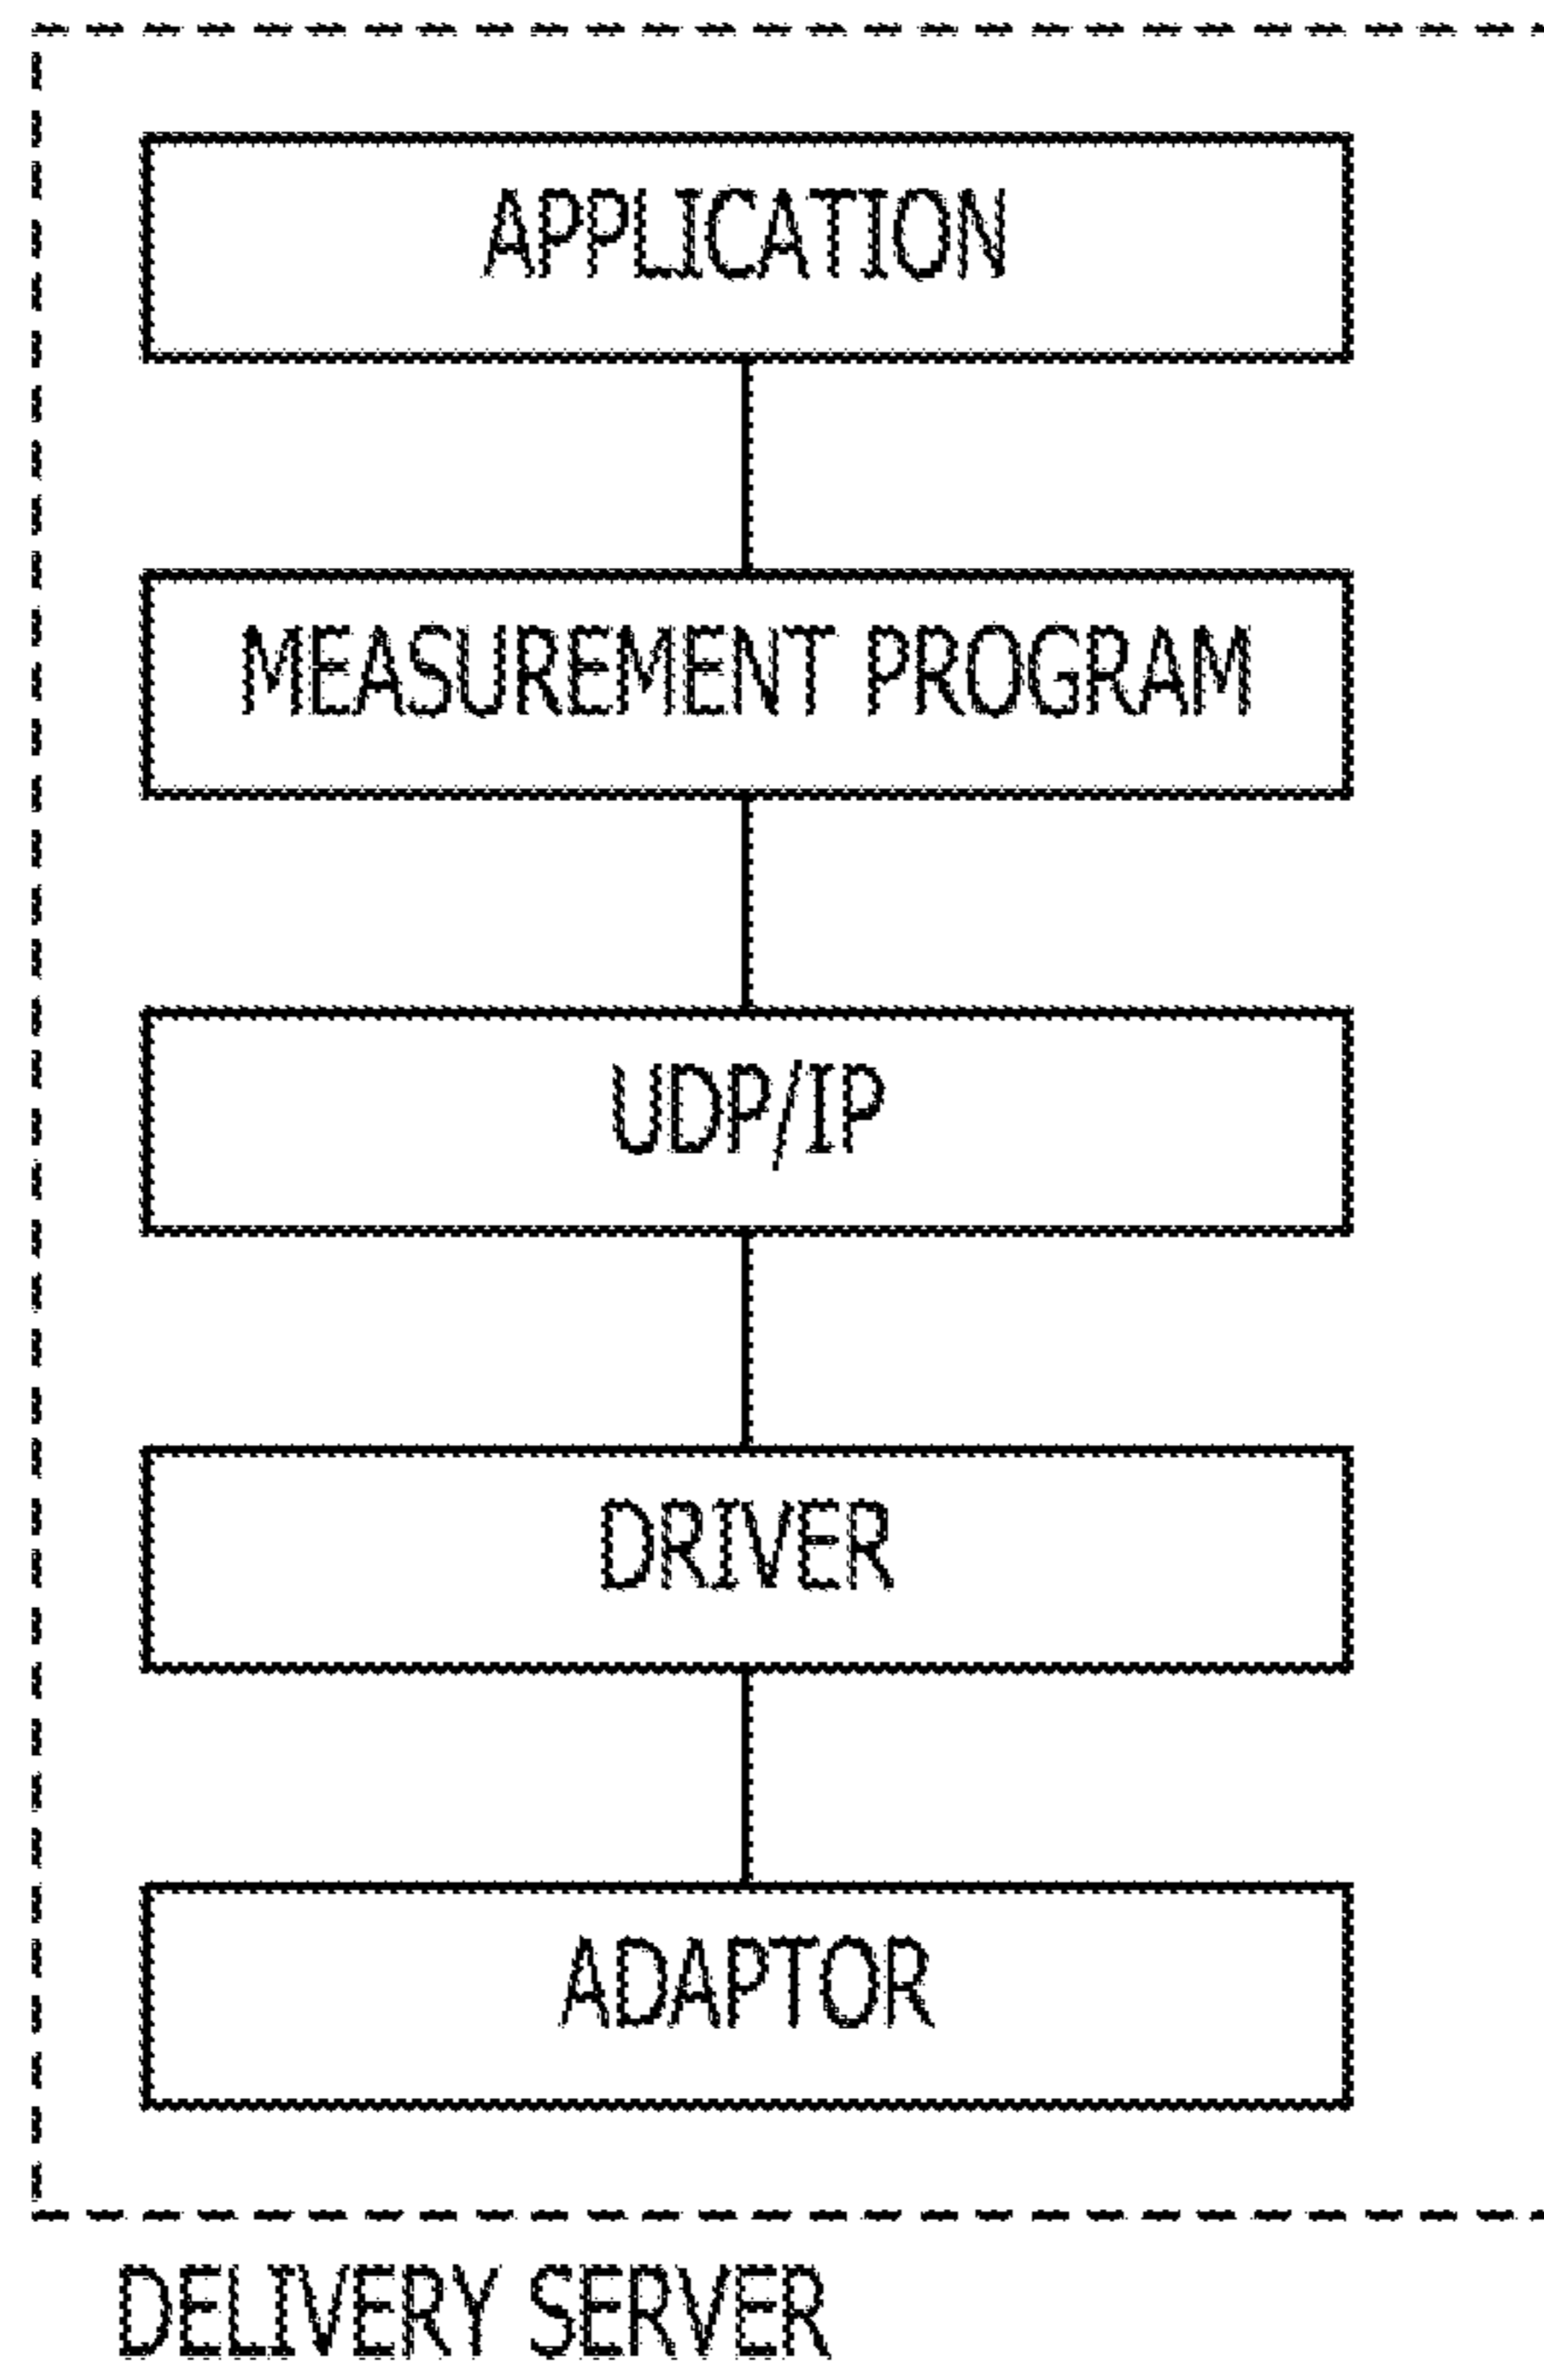 APPLICATION
MEASUREMENT PROGRAM
UDP/IP
DRIVER
ADAPTOR
DELIVERY SERVER